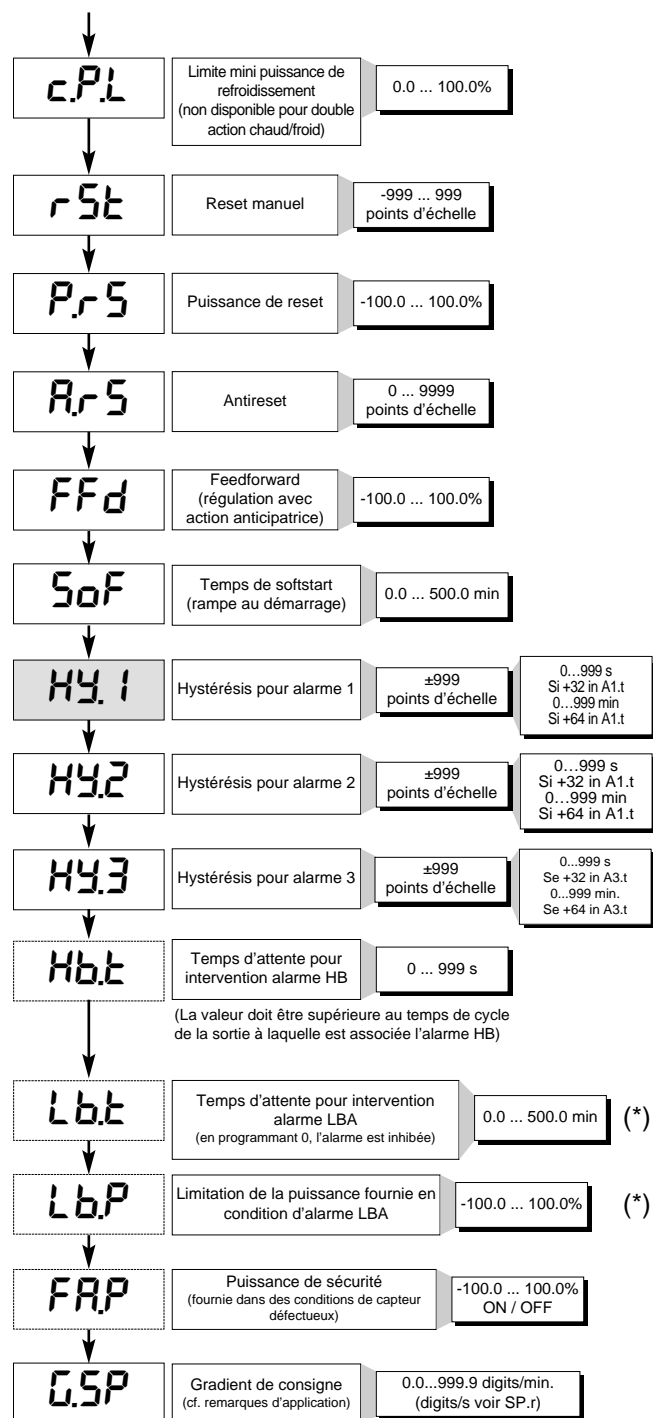 c.P.L
Limite mini puissance de
refroidissement
(non disponible pour double
action chaud/froid)
0.0 ... 100.0%
rSt
Reset manuel
-999 ... 999
points d'échelle
P.rS
Puissance de reset
-100.0 ... 100.0%
A.rS
Antireset
0 ... 9999
points d'échelle
FFd
Feedforward
(régulation avec
action anticipatrice)
-100.0 ... 100.0%
SoF
Temps de softstart
(rampe au démarrage)
0.0 ... 500.0 min
HY.1
Hystérésis pour alarme 1
±999
points d'échelle
0…999 s
Si +32 in A1.t
0…999 min
Si +64 in A1.t
HY.2
Hystérésis pour alarme 2
±999
points d'échelle
0…999 s
Si +32 in A1.t
0…999 min
Si +64 in A1.t
HY.3
Hystérésis pour alarme 3
±999
points d'échelle
0...999 s
Se +32 in A3.t
0...999 min.
Se +64 in A3.t
Hb.t
Temps d'attente pour
intervention alarme HB
0 ... 999 s
(La valeur doit être supérieure au temps de cycle
de la sortie à laquelle est associée l'alarme HB)
Lb.t
Temps d'attente pour intervention
alarme LBA
(en programmant 0, l'alarme est inhibée)
0.0 ... 500.0 min
(*)
Lb.P
Limitation de la puissance fournie en
condition d'alarme LBA
-100.0 ... 100.0%
(*)
FA.P
Puissance de sécurité
(fournie dans des conditions de capteur
défectueux)
-100.0 ... 100.0%
ON / OFF
G.SP
Gradient de consigne
(cf. remarques d'application)
0.0...999.9 digits/min.
(digits/s voir SP.r)